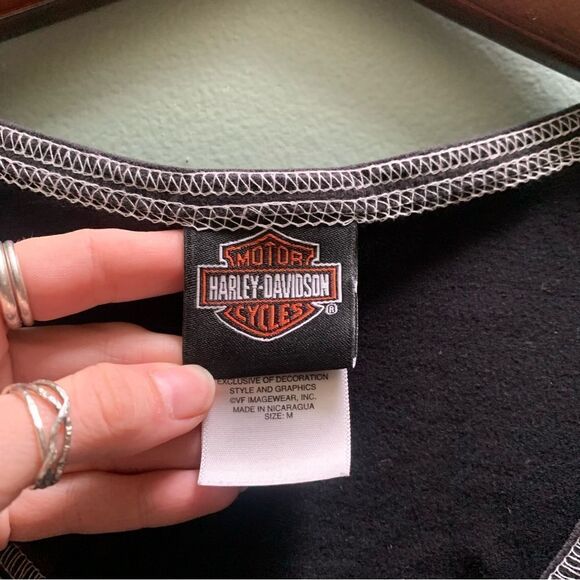 MOTOR
HARLEY-DAVIDSON
CYCLES
®
EXCLUSIVE OF DECORATION
STYLE AND GRAPHICS
©VF IMAGEWEAR, INC.
MADE IN NICARAGUA
SIZE: M